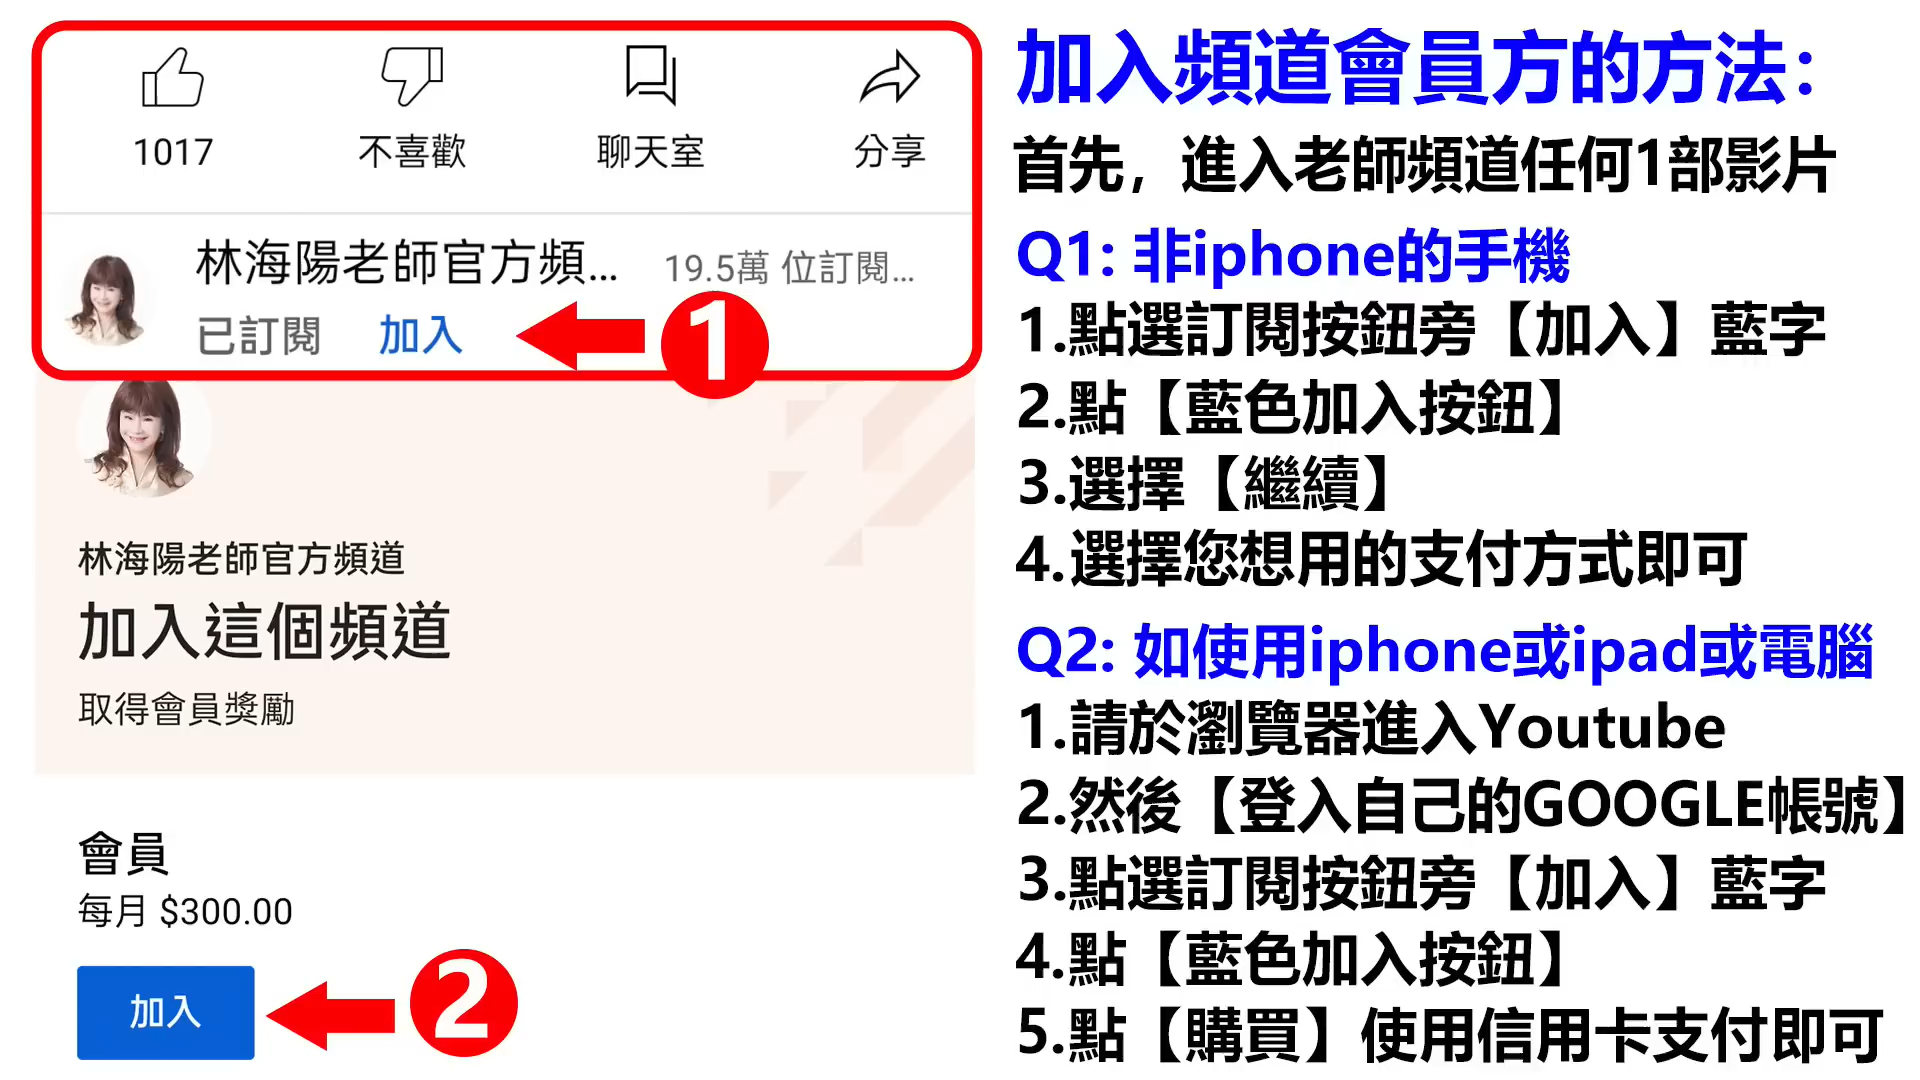 1017
不喜歡
聊天室
分享
林海陽老師官方頻...
19.5萬 位訂閱...
已訂閱
加入
1
林海陽老師官方頻道
加入這個頻道
取得會員獎勵
會員
每月 $300.00
加入
2
加入頻道會員方的方法：
首先，進入老師頻道任何1部影片
Q1: 非iphone的手機
1.點選訂閱按鈕旁【加入】藍字
2.點【藍色加入按鈕】
3.選擇【繼續】
4.選擇您想用的支付方式即可
Q2: 如使用iphone或ipad或電腦
1.請於瀏覽器進入Youtube
2.然後【登入自己的GOOGLE帳號】
3.點選訂閱按鈕旁【加入】藍字
4.點【藍色加入按鈕】
5.點【購買】使用信用卡支付即可